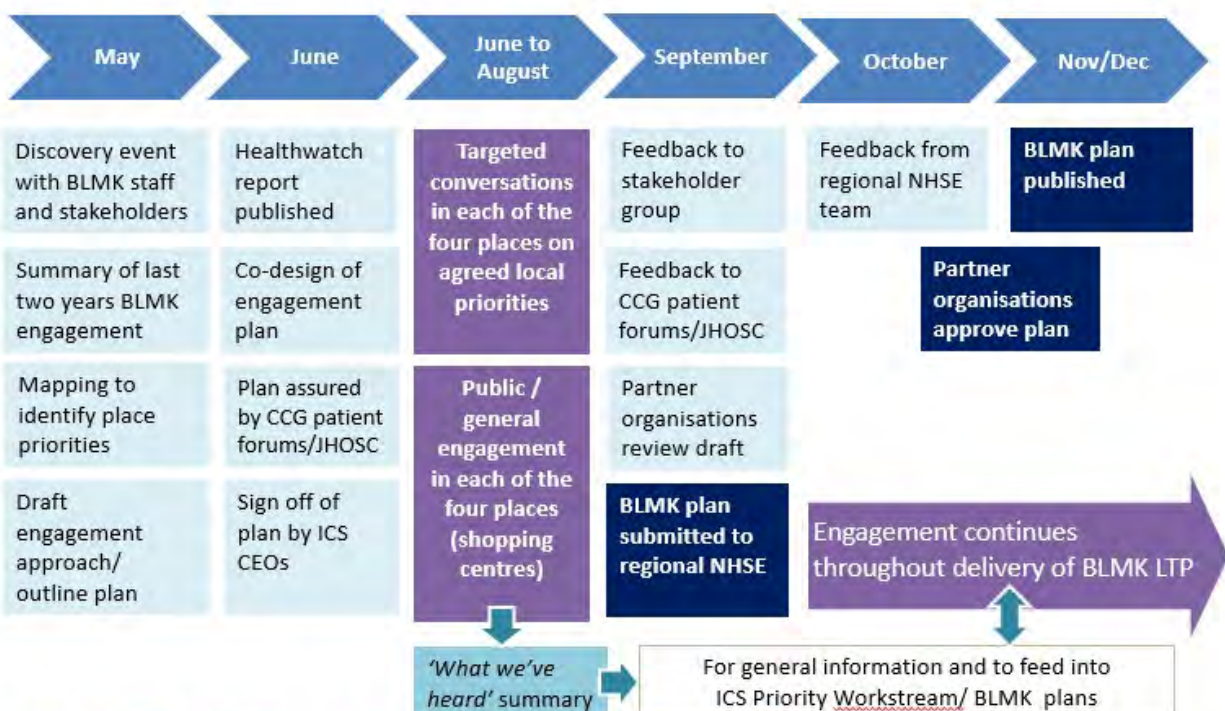 May
June
June to
August
September
October
Nov/Dec
Discovery event
with BLMK staff
and stakeholders
Summary of last
two years BLMK
engagement
Mapping to
identify place
priorities
Draft
engagement
approach/
outline plan
Healthwatch
report
published
Co-design of
engagement
plan
Plan assured
by CCG patient
forums/JHOSC
Sign off of
plan by ICS
CEOs
Targeted
conversations
in each of the
four places on
agreed local
priorities
Public /
general
engagement
in each of the
four places
(shopping
centres)
Feedback to
stakeholder
group
Feedback to
CCG patient
forums/JHOSC
Partner
organisations
review draft
BLMK plan
submitted to
regional NHSE
Feedback from
regional NHSE
team
BLMK plan
published
Partner
organisations
approve plan
Engagement continues
throughout delivery of BLMK LTP
‘What we’ve
heard’ summary
For general information and to feed into
ICS Priority Workstream/ BLMK plans